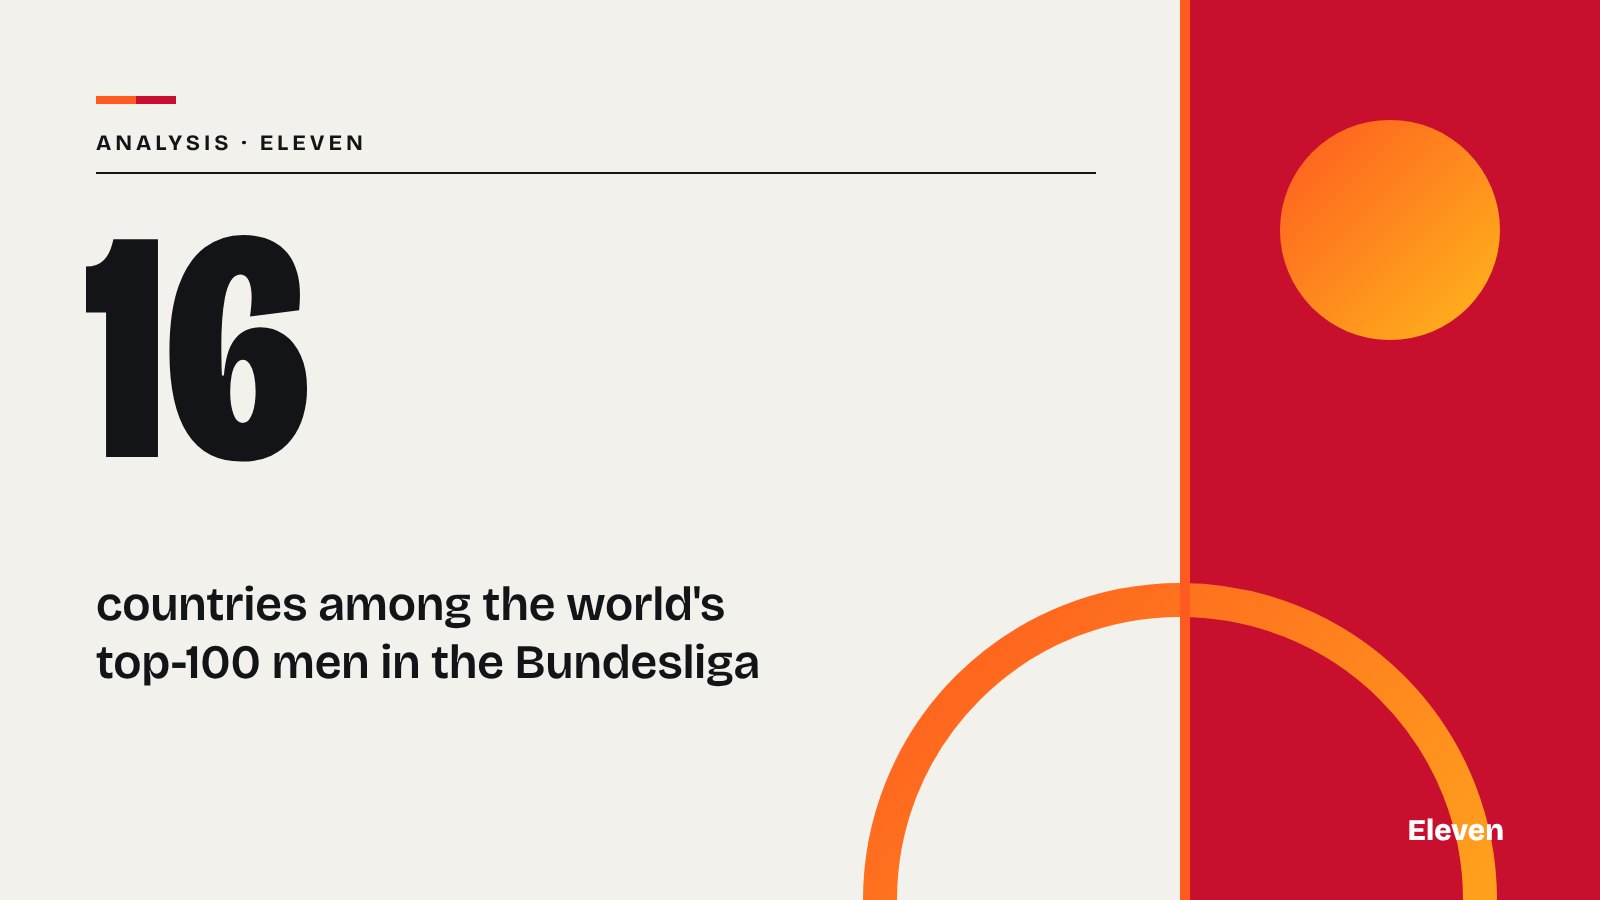 ANALYSIS · ELEVEN
16
countries among the world's
top-100 men in the Bundesliga
Eleven